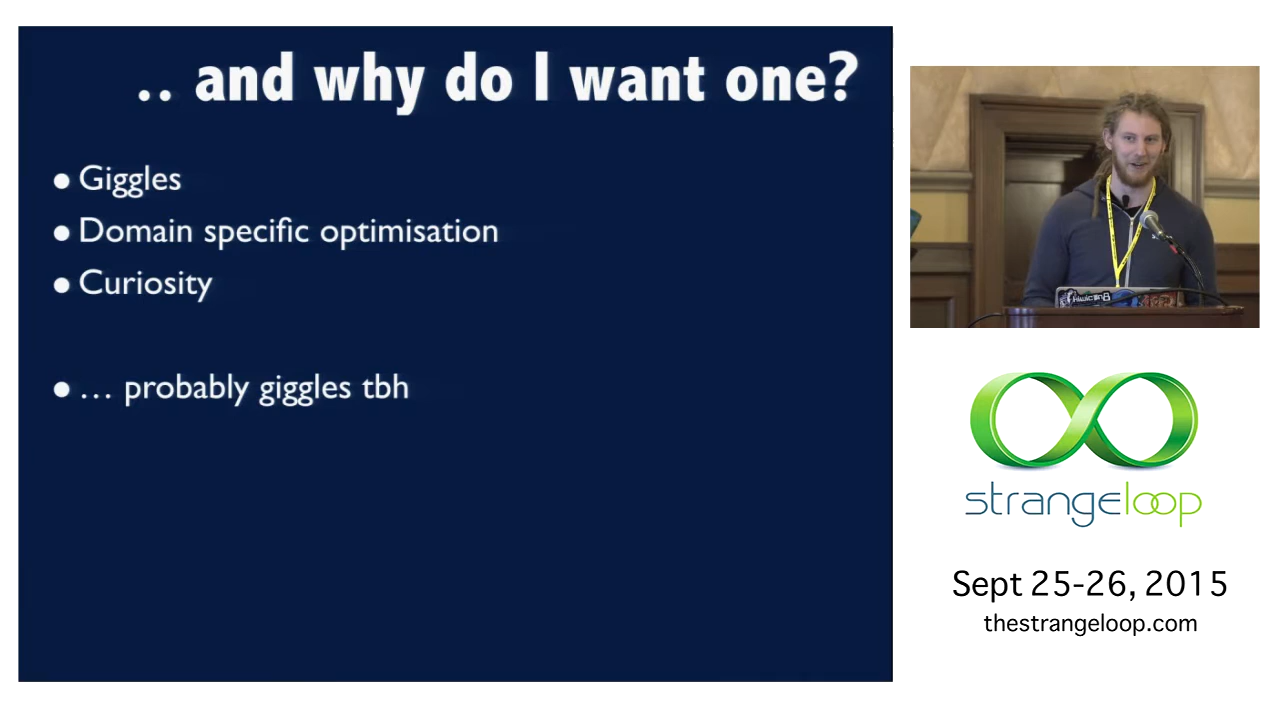 .. and why do I want one?
• Giggles
• Domain specific optimisation
• Curiosity
• … probably giggles tbh
strangeloop
Sept 25-26, 2015
thestrangeloop.com